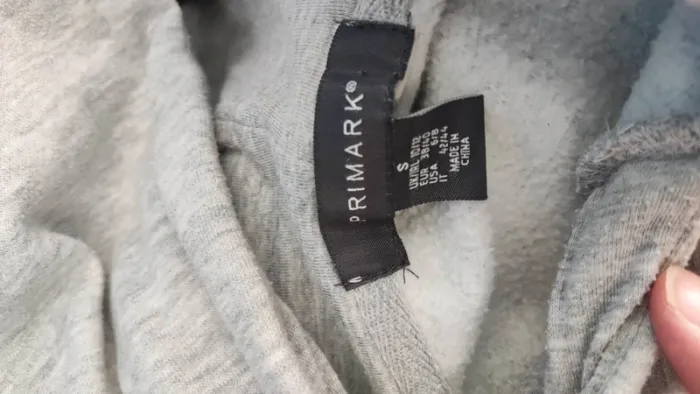 PRIMARK®
S
UK/IRL 10/12
EUR 38/40
USA 6/8
IT 42/44
MADE IN
CHINA